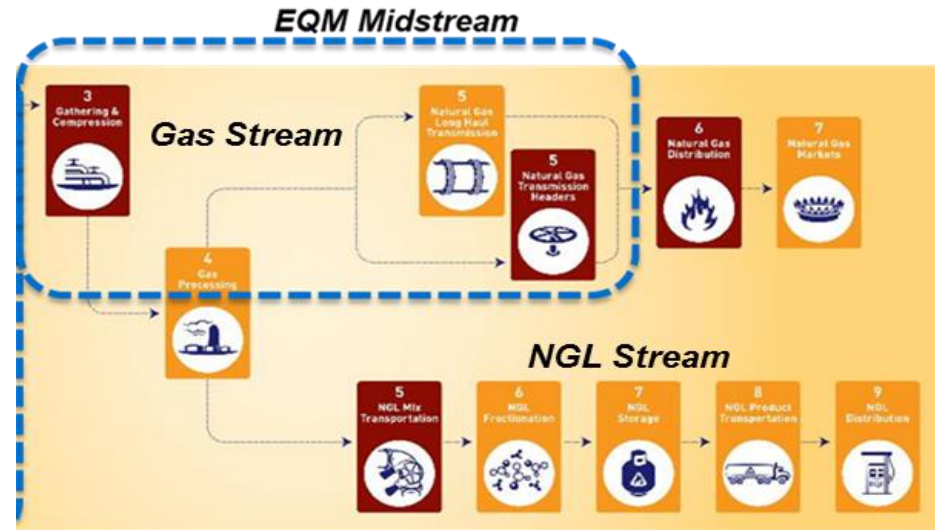 EQM Midstream
3
Gathering &
Compression
Gas Stream
5
Natural Gas
Long Haul
Transmission
5
Natural Gas
Transmission
Headers
6
Natural Gas
Distribution
7
Natural Gas
Markets
4
Gas
Processing
NGL Stream
5
NGL Mix
Transportation
6
NGL
Fractionation
7
NGL
Storage
8
NGL Product
Transportation
9
NGL
Distribution